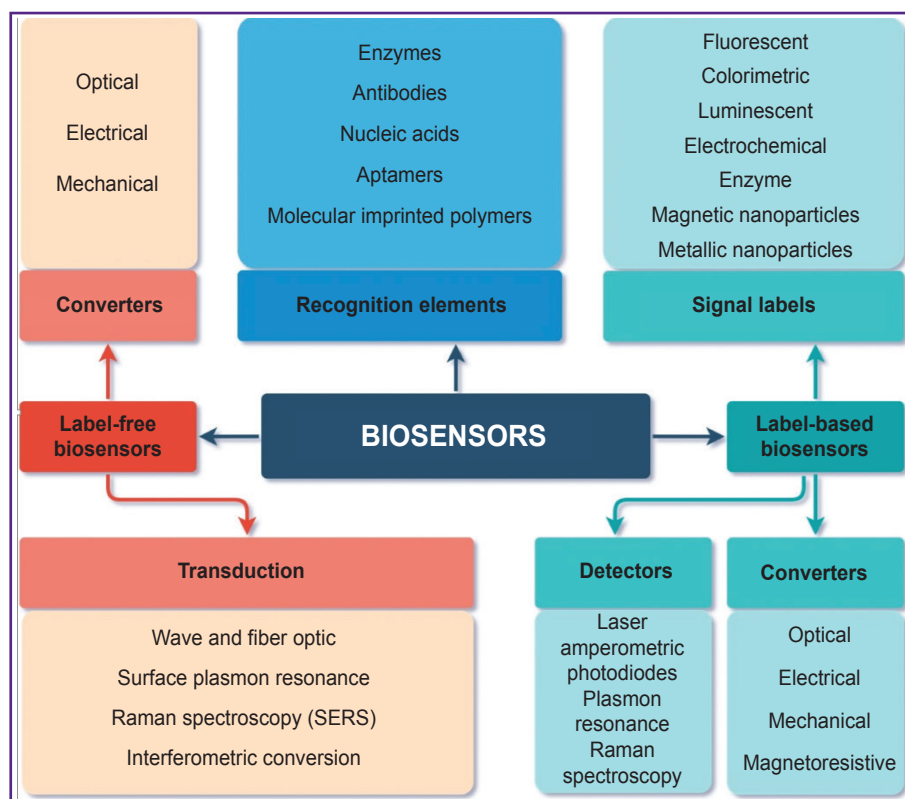 Optical
Electrical
Mechanical
Converters
Enzymes
Antibodies
Nucleic acids
Aptamers
Molecular imprinted polymers
Recognition elements
Fluorescent
Colorimetric
Luminescent
Electrochemical
Enzyme
Magnetic nanoparticles
Metallic nanoparticles
Signal labels
Label-free
biosensors
BIOSENSORS
Label-based
biosensors
Transduction
Wave and fiber optic
Surface plasmon resonance
Raman spectroscopy (SERS)
Interferometric conversion
Detectors
Laser
amperometric
photodiodes
Plasmon
resonance
Raman
spectroscopy
Converters
Optical
Electrical
Mechanical
Magnetoresistive